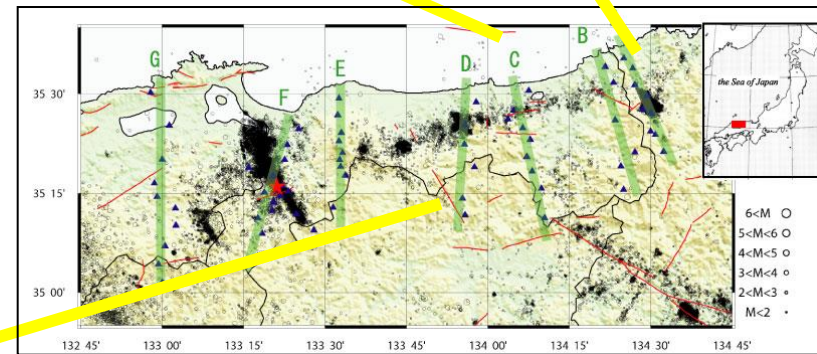 B
C
D
E
F
G
the Sea of Japan
35 30'
35 15'
35 00'
6<M
5<M<6
4<M<5
3<M<4
2<M<3
M<2
132 45' 133 00' 133 15' 133 30' 133 45' 134 00' 134 15' 134 30' 134 45'